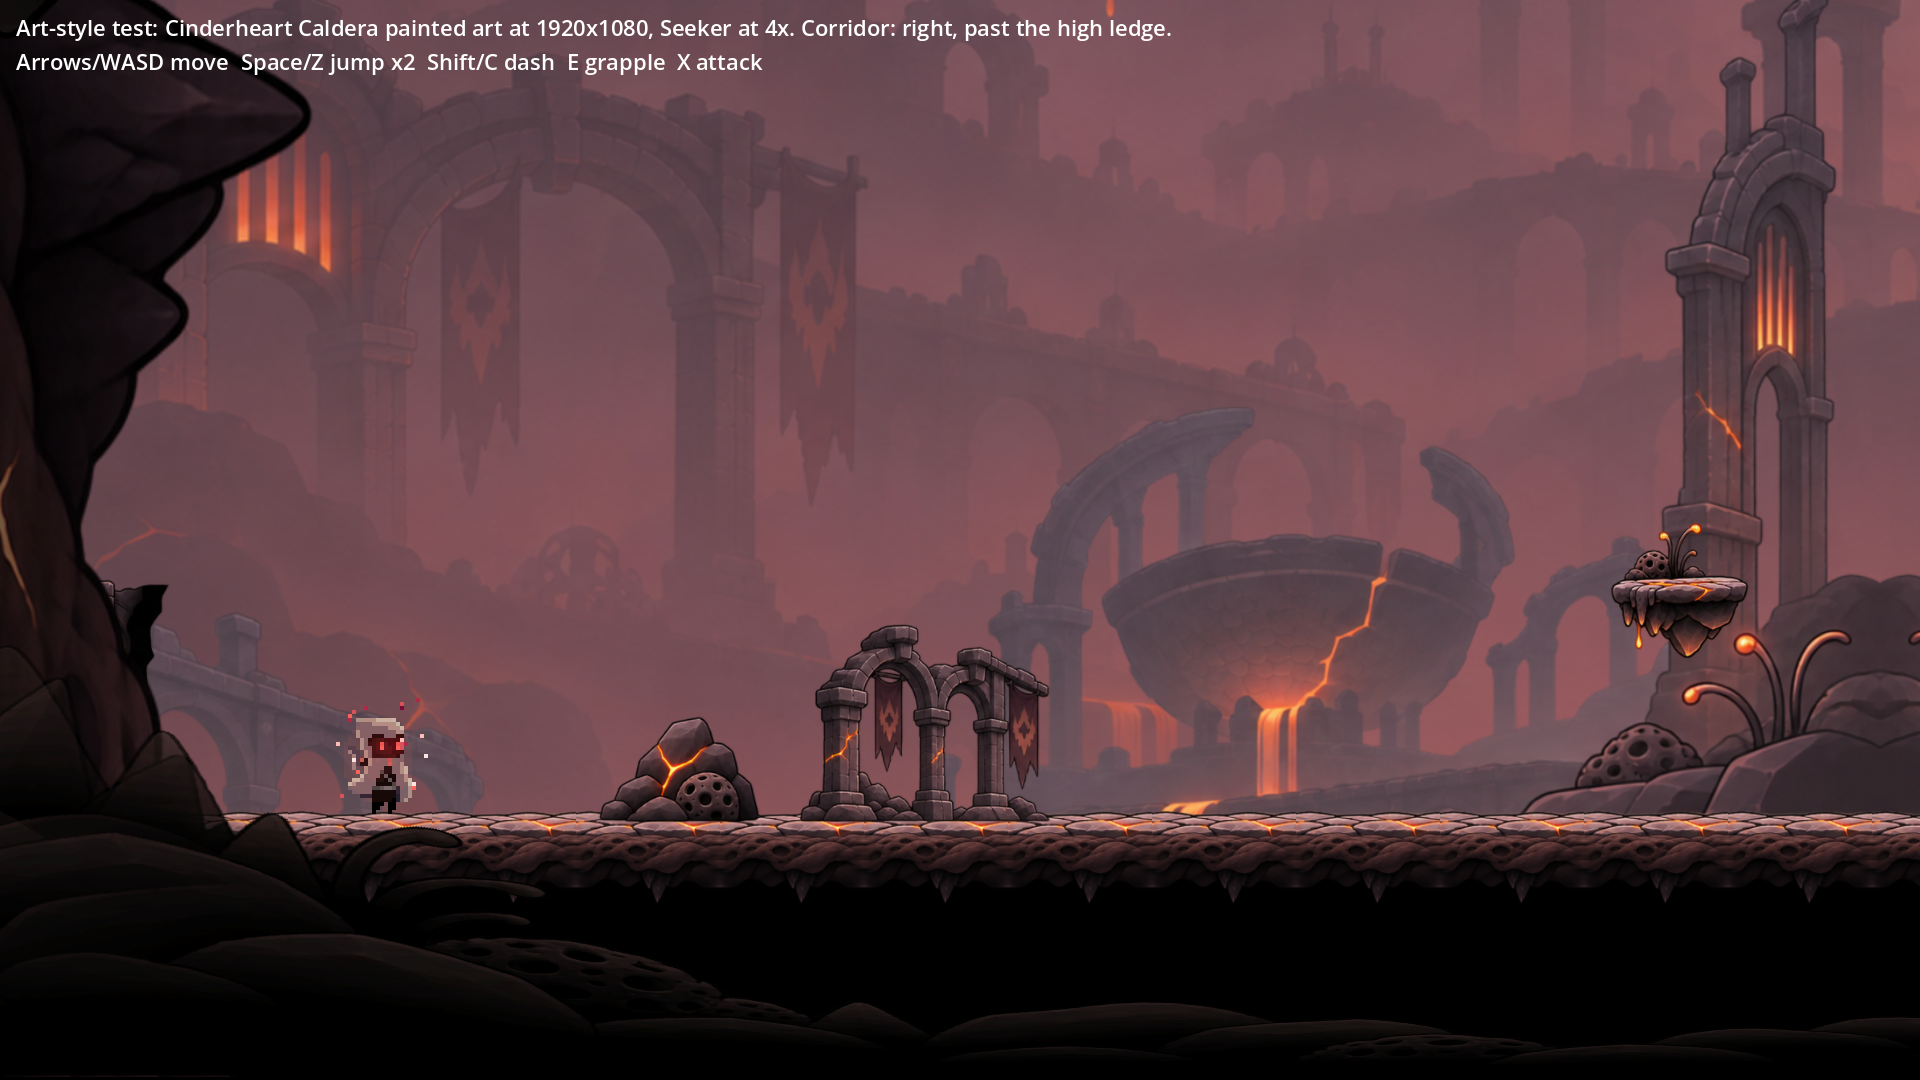 Art-style test: Cinderheart Caldera painted art at 1920x1080, Seeker at 4x. Corridor: right, past the high ledge.
Arrows/WASD move  Space/Z jump x2  Shift/C dash  E grapple  X attack